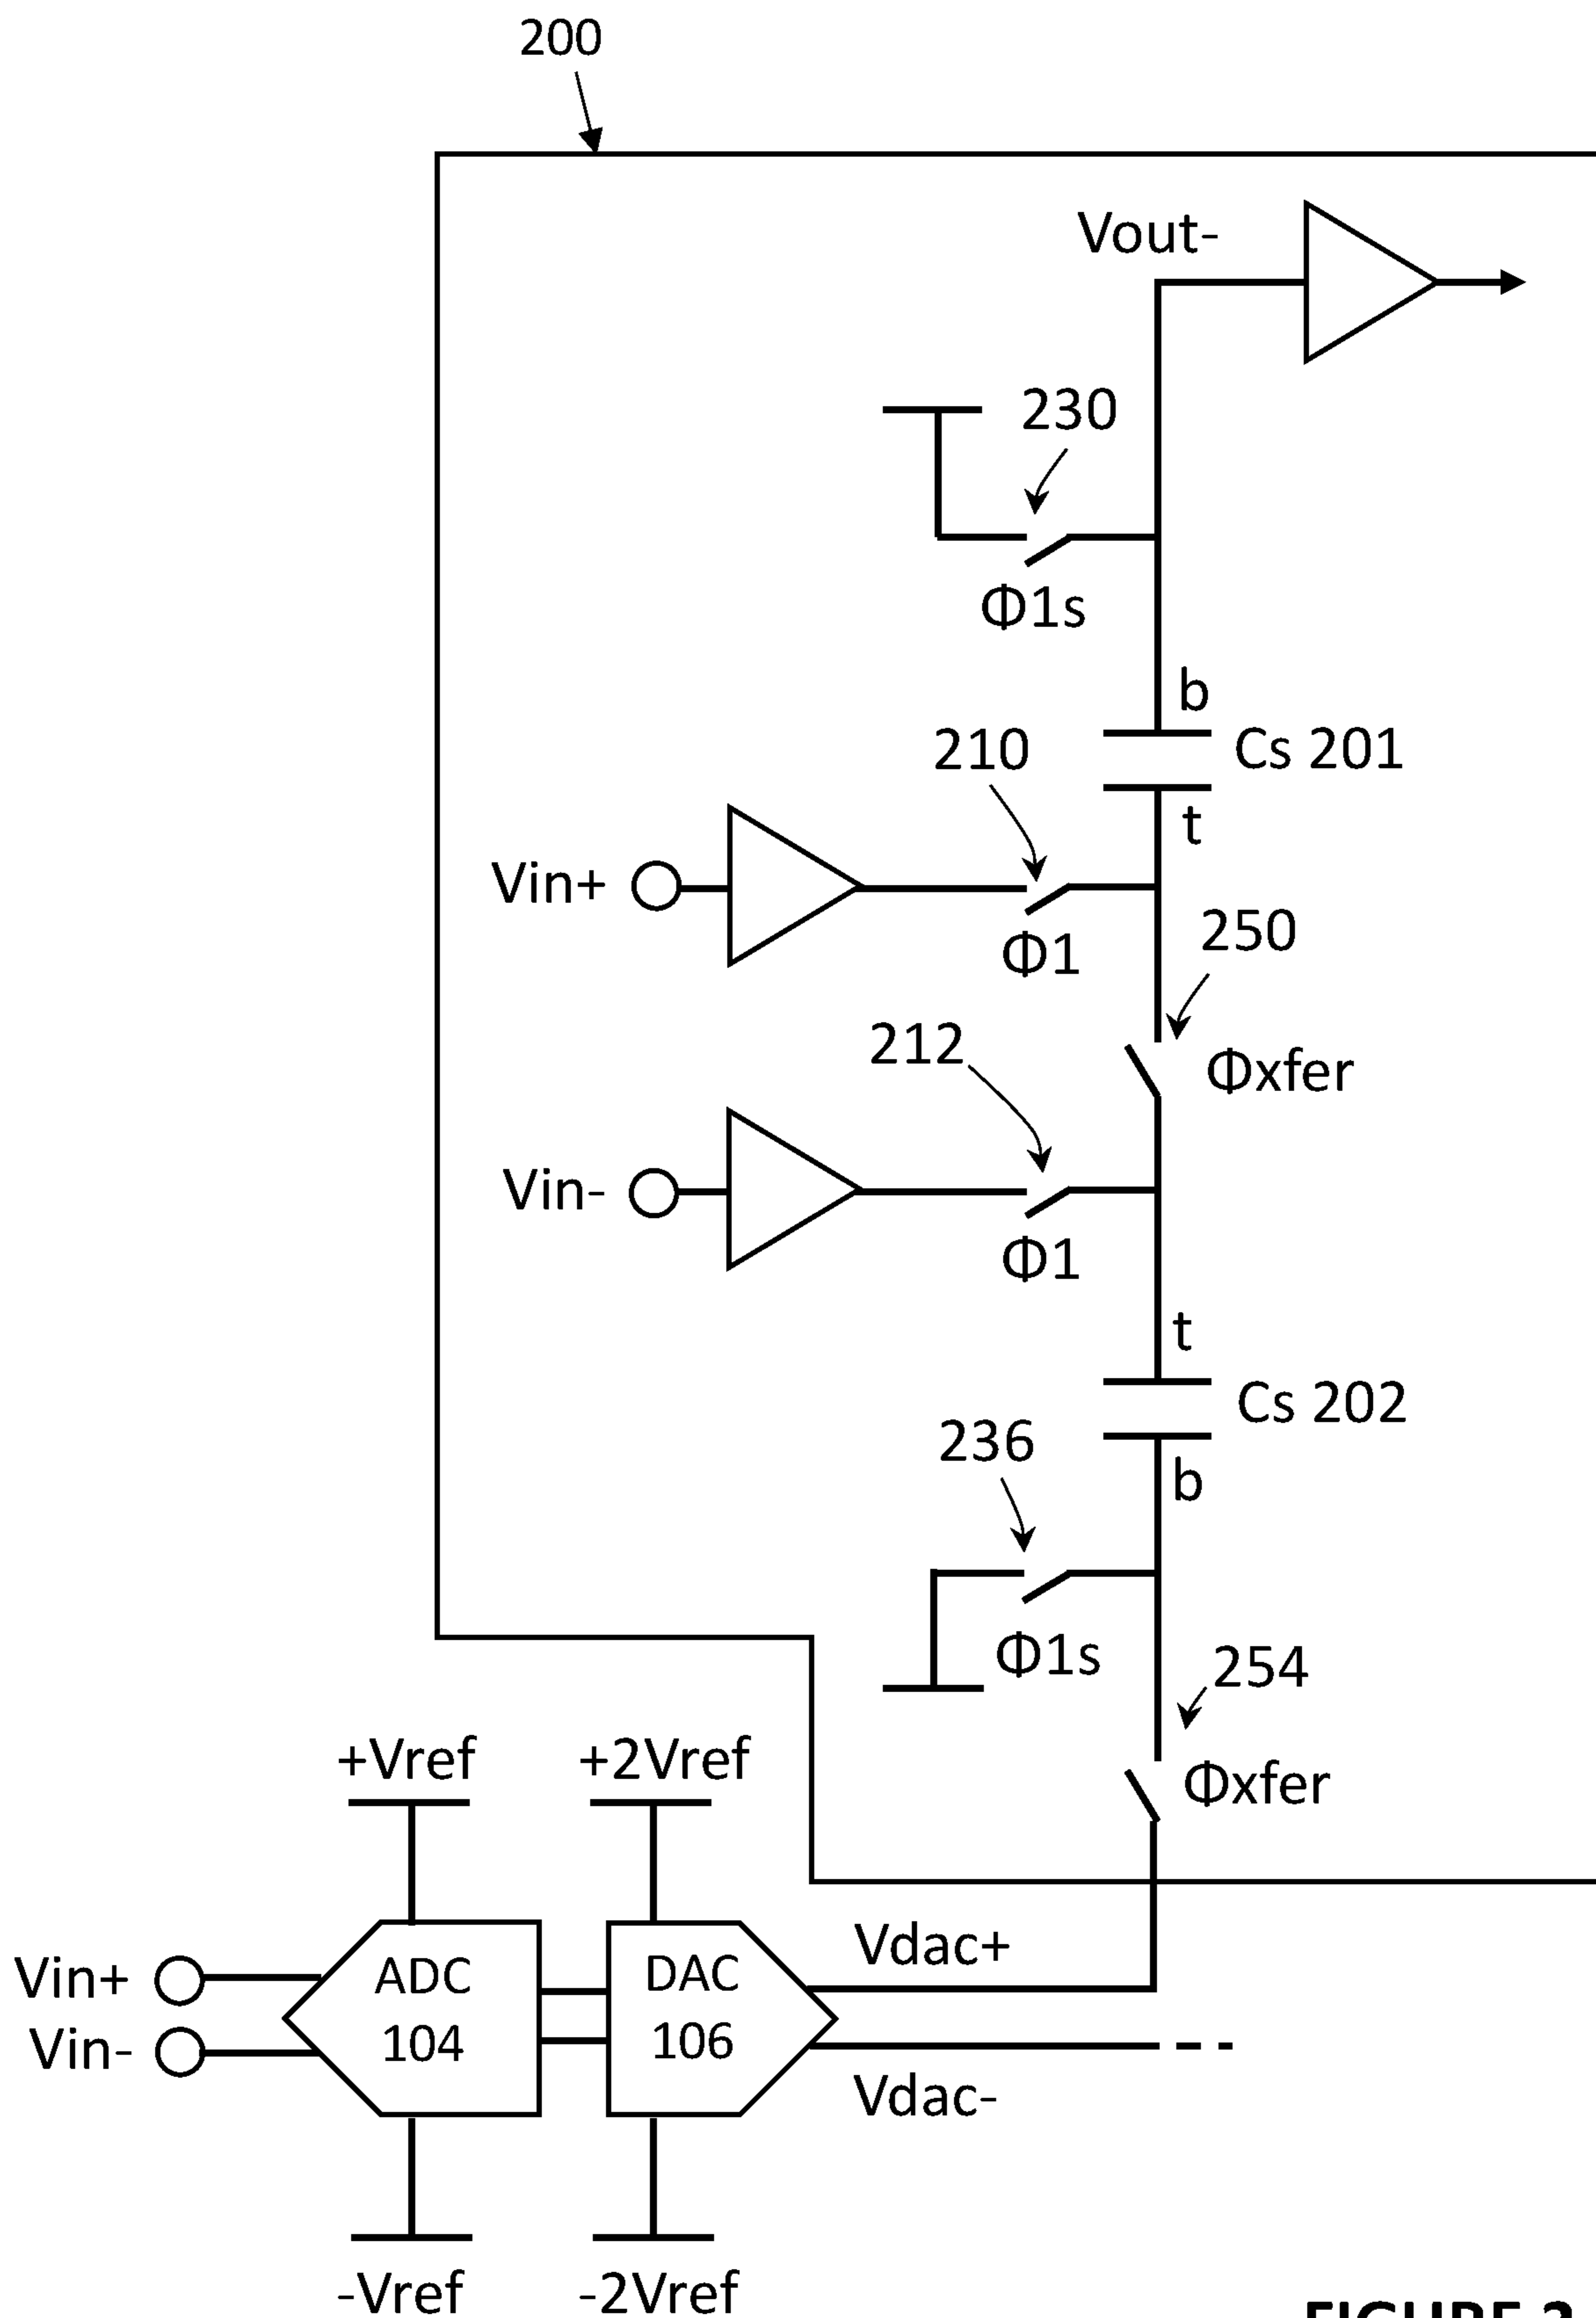 200
Vout-
230
Φ1s
b
Cs 201
210
t
Vin+
Φ1
250
212
Φxfer
Vin-
Φ1
t
Cs 202
236
b
Φ1s
254
+Vref
+2Vref
Φxfer
Vdac+
Vin+
ADC
DAC
Vin-
104
106
Vdac-
-Vref
-2Vref